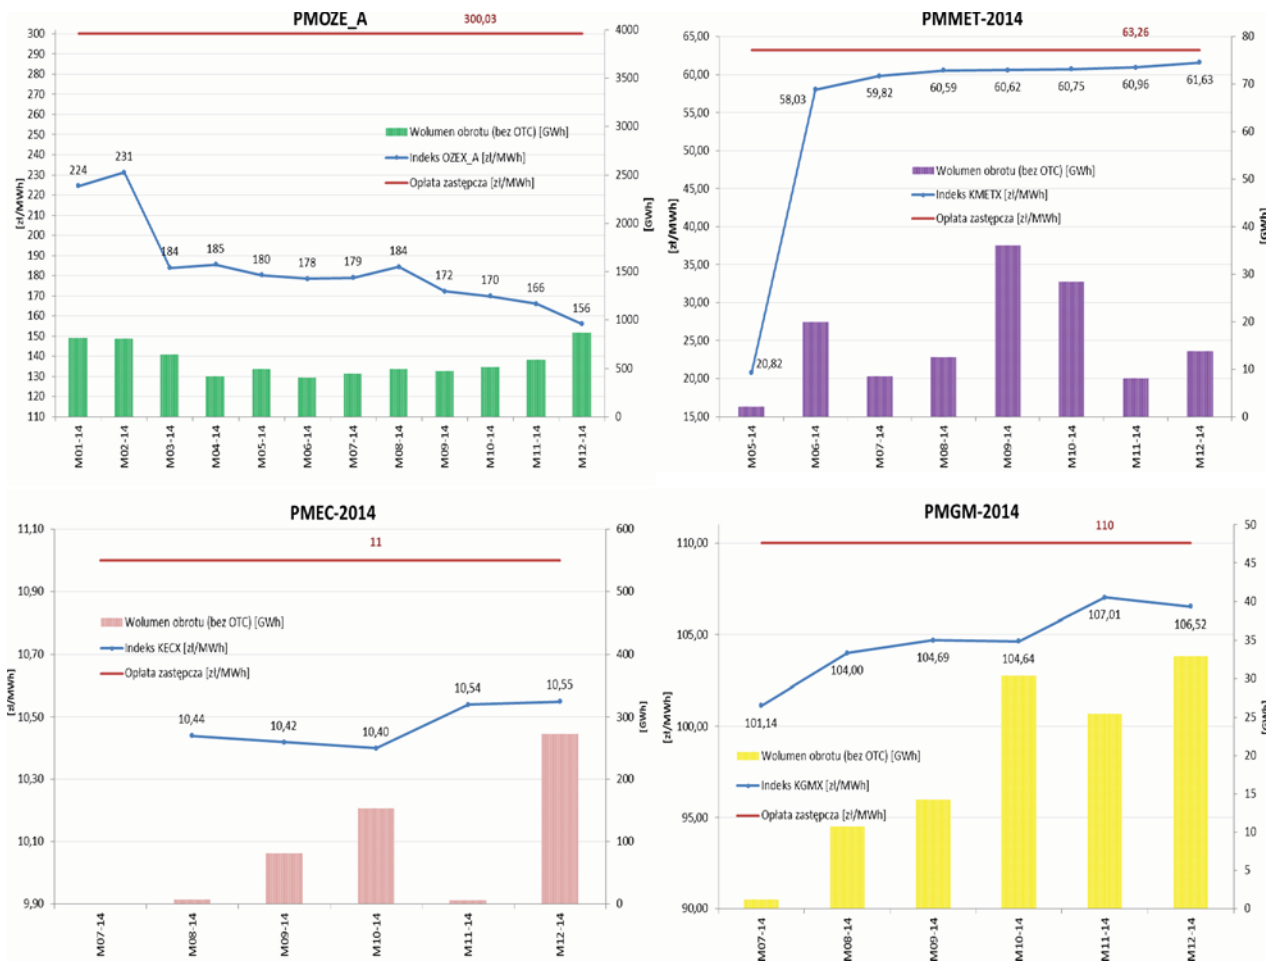 PMOZE_A
300,03
300
290
280
270
260
250
240
230
220
210
200
190
180
170
160
150
140
130
120
110
[zł/MWh]
4000
3500
3000
2500
2000
1500
1000
500
0
[GWh]
Wolumen obrotu (bez OTC) [GWh]
Indeks OZEX_A [zł/MWh]
Opłata zastępcza [zł/MWh]
224
231
184
185
180
178
179
184
172
170
166
156
M01-14
M02-14
M03-14
M04-14
M05-14
M06-14
M07-14
M08-14
M09-14
M10-14
M11-14
M12-14
PMMET-2014
63,26
65,00
60,00
55,00
50,00
45,00
40,00
35,00
30,00
25,00
20,00
15,00
[zł/MWh]
80
70
60
50
40
30
20
10
0
[GWh]
Wolumen obrotu (bez OTC) [GWh]
Indeks KMETX [zł/MWh]
Opłata zastępcza [zł/MWh]
20,82
58,03
59,82
60,59
60,62
60,75
60,96
61,63
M05-14
M06-14
M07-14
M08-14
M09-14
M10-14
M11-14
M12-14
PMEC-2014
11
11,10
10,90
10,70
10,50
10,30
10,10
9,90
[zł/MWh]
600
500
400
300
200
100
0
[GWh]
Wolumen obrotu (bez OTC) [GWh]
Indeks KECX [zł/MWh]
Opłata zastępcza [zł/MWh]
10,44
10,42
10,40
10,54
10,55
M07-14
M08-14
M09-14
M10-14
M11-14
M12-14
PMGM-2014
110
110,00
105,00
100,00
95,00
90,00
[zł/MWh]
50
45
40
35
30
25
20
15
10
5
0
[GWh]
Wolumen obrotu (bez OTC) [GWh]
Indeks KGMX [zł/MWh]
Opłata zastępcza [zł/MWh]
101,14
104,00
104,69
104,64
107,01
106,52
M07-14
M08-14
M09-14
M10-14
M11-14
M12-14